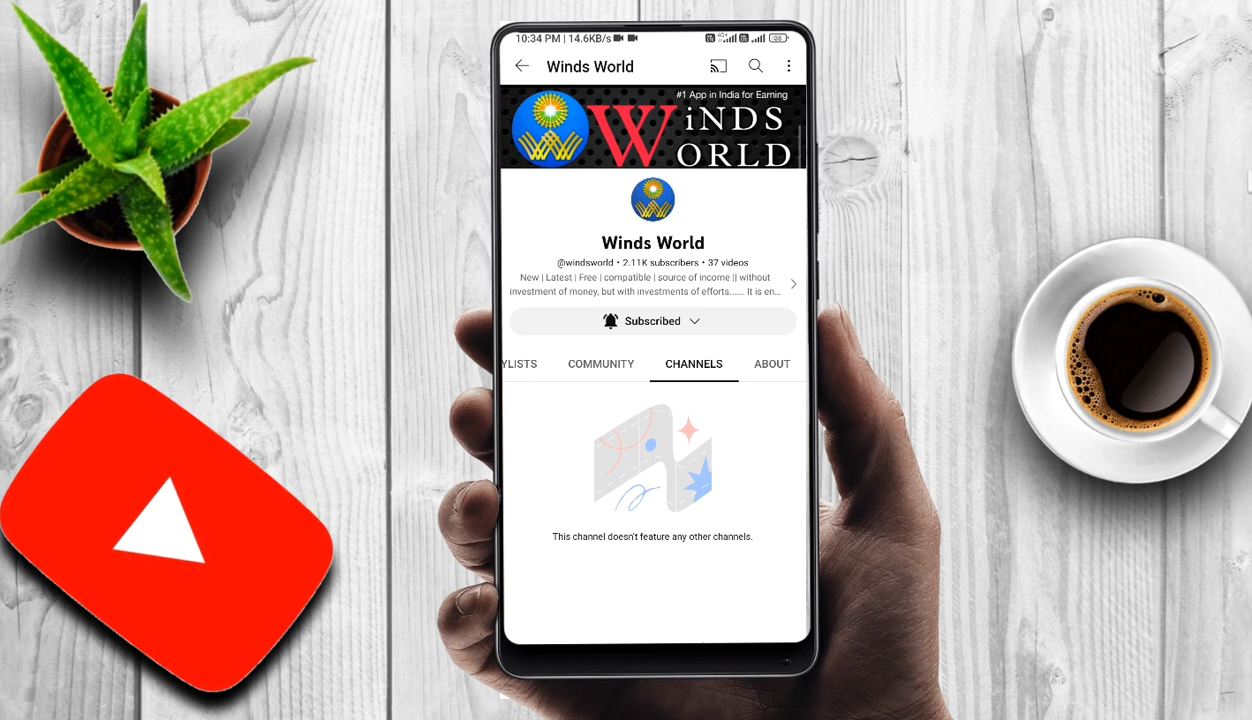 10:34 PM | 14.6KB/s
38
Winds World
#1 App in India for Earning
WiNDS
ORLD
Winds World
@windsworld • 2.11K subscribers • 37 videos
New | Latest | Free | compatible | source of income || without
investment of money, but with investments of efforts...... It is en...
Subscribed
YLISTS COMMUNITY CHANNELS ABOUT
This channel doesn't feature any other channels.